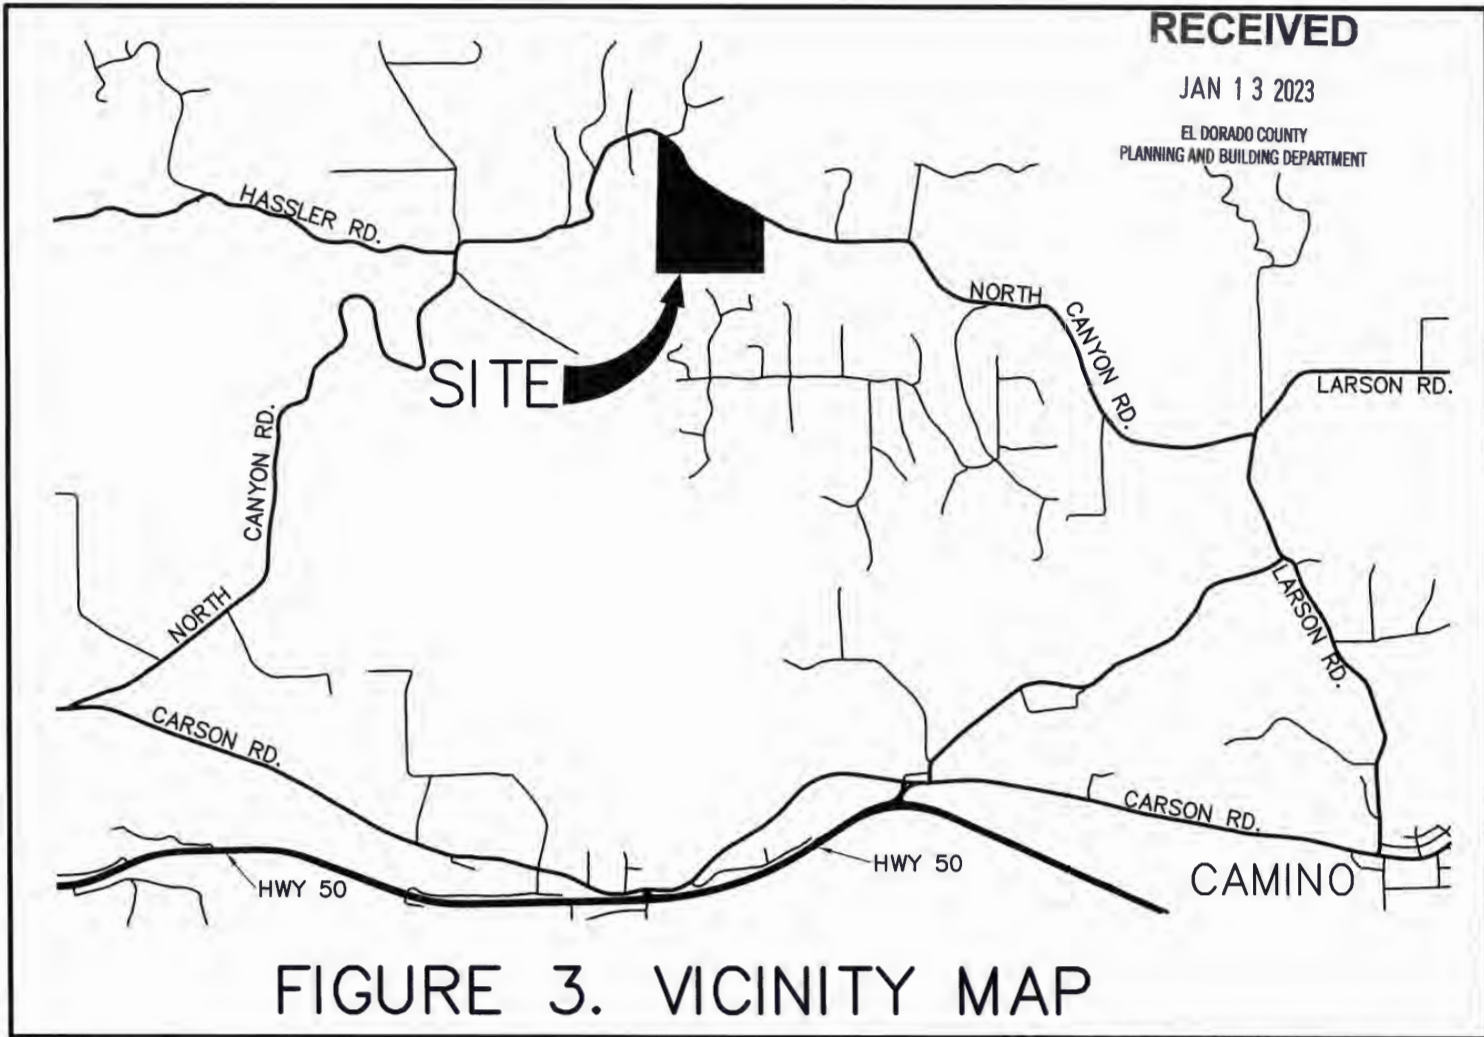 RECEIVED
JAN 13 2023
EL DORADO COUNTY
PLANNING AND BUILDING DEPARTMENT
HASSLER RD.
NORTH
CANYON RD.
LARSON RD.
SITE
CANYON RD.
NORTH
LARSON RD.
CARSON RD.
CARSON RD.
HWY 50
HWY 50
CAMINO
FIGURE 3. VICINITY MAP